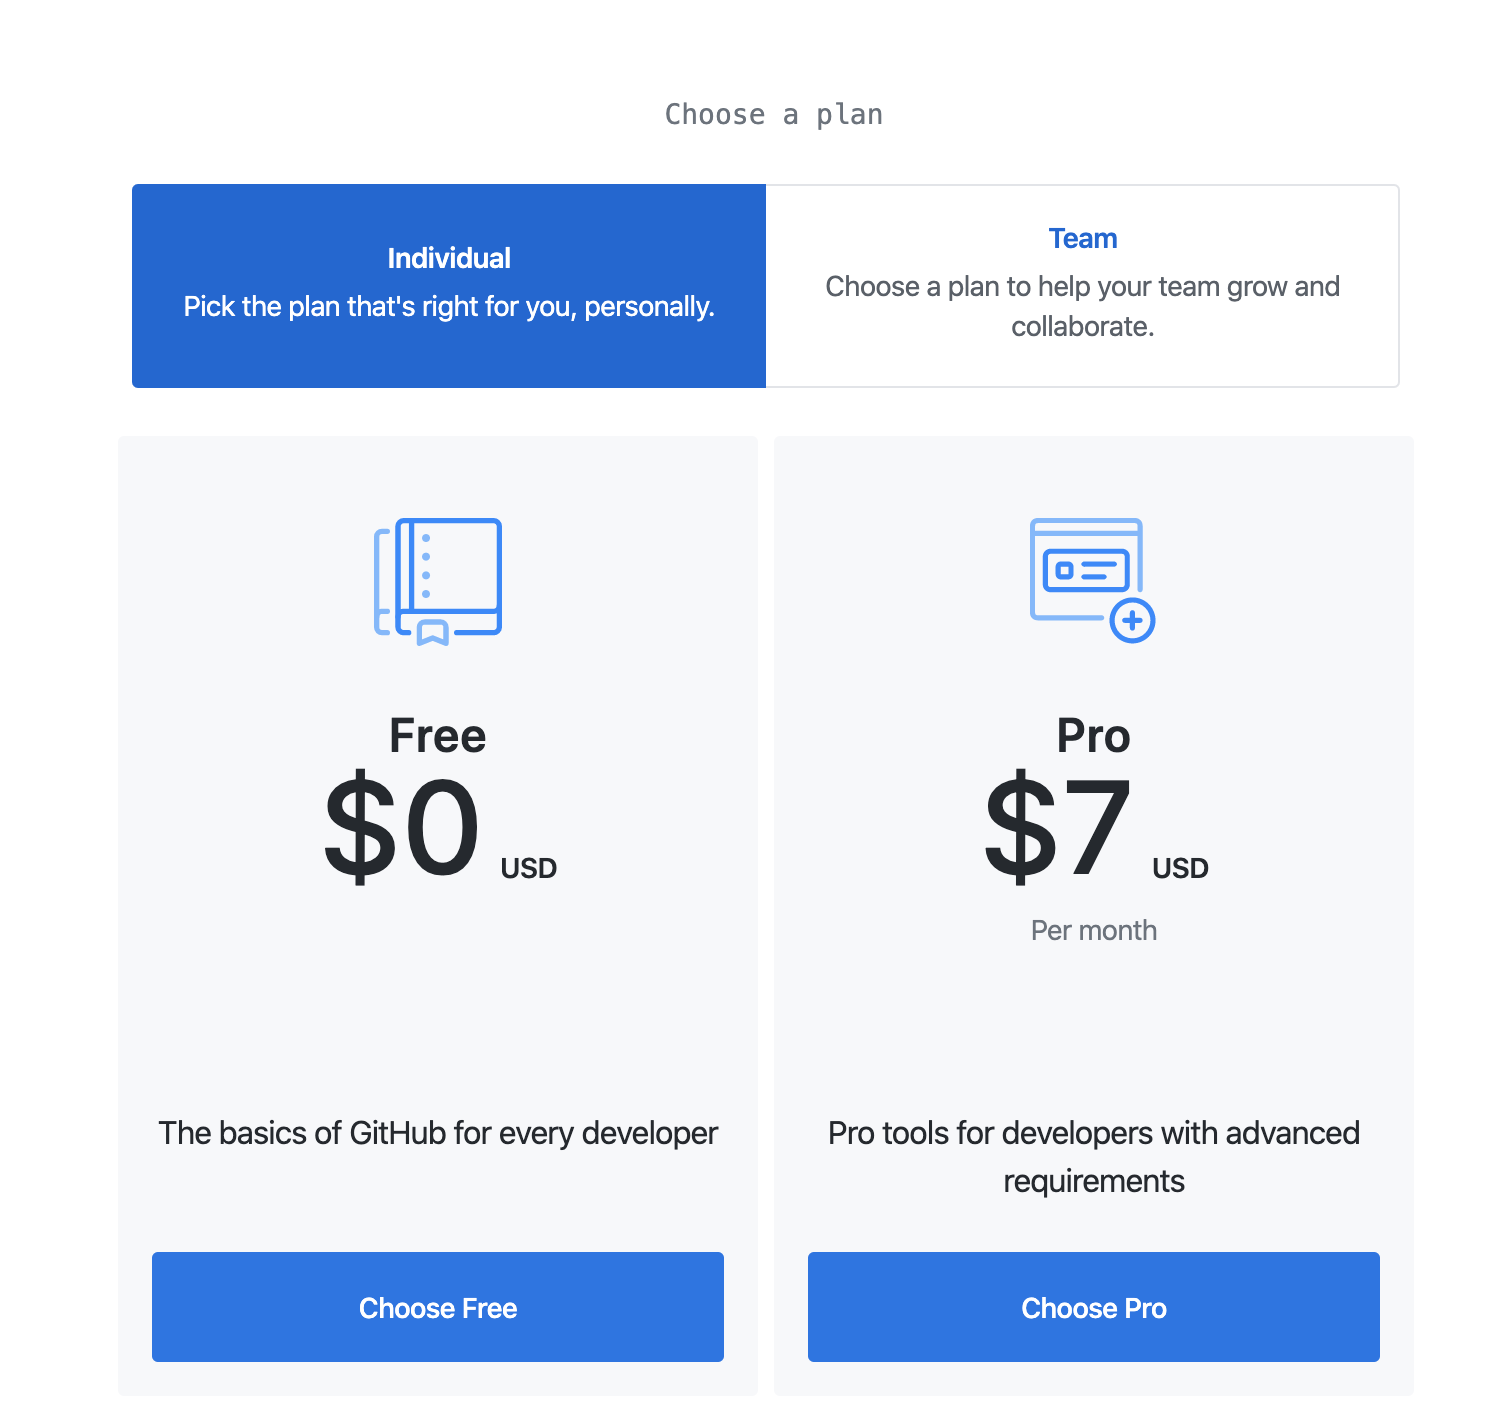 Choose a plan
Individual
Pick the plan that's right for you, personally.
Team
Choose a plan to help your team grow and
collaborate.
Free
$0 USD
The basics of GitHub for every developer
Choose Free
Pro
$7 USD
Per month
Pro tools for developers with advanced
requirements
Choose Pro